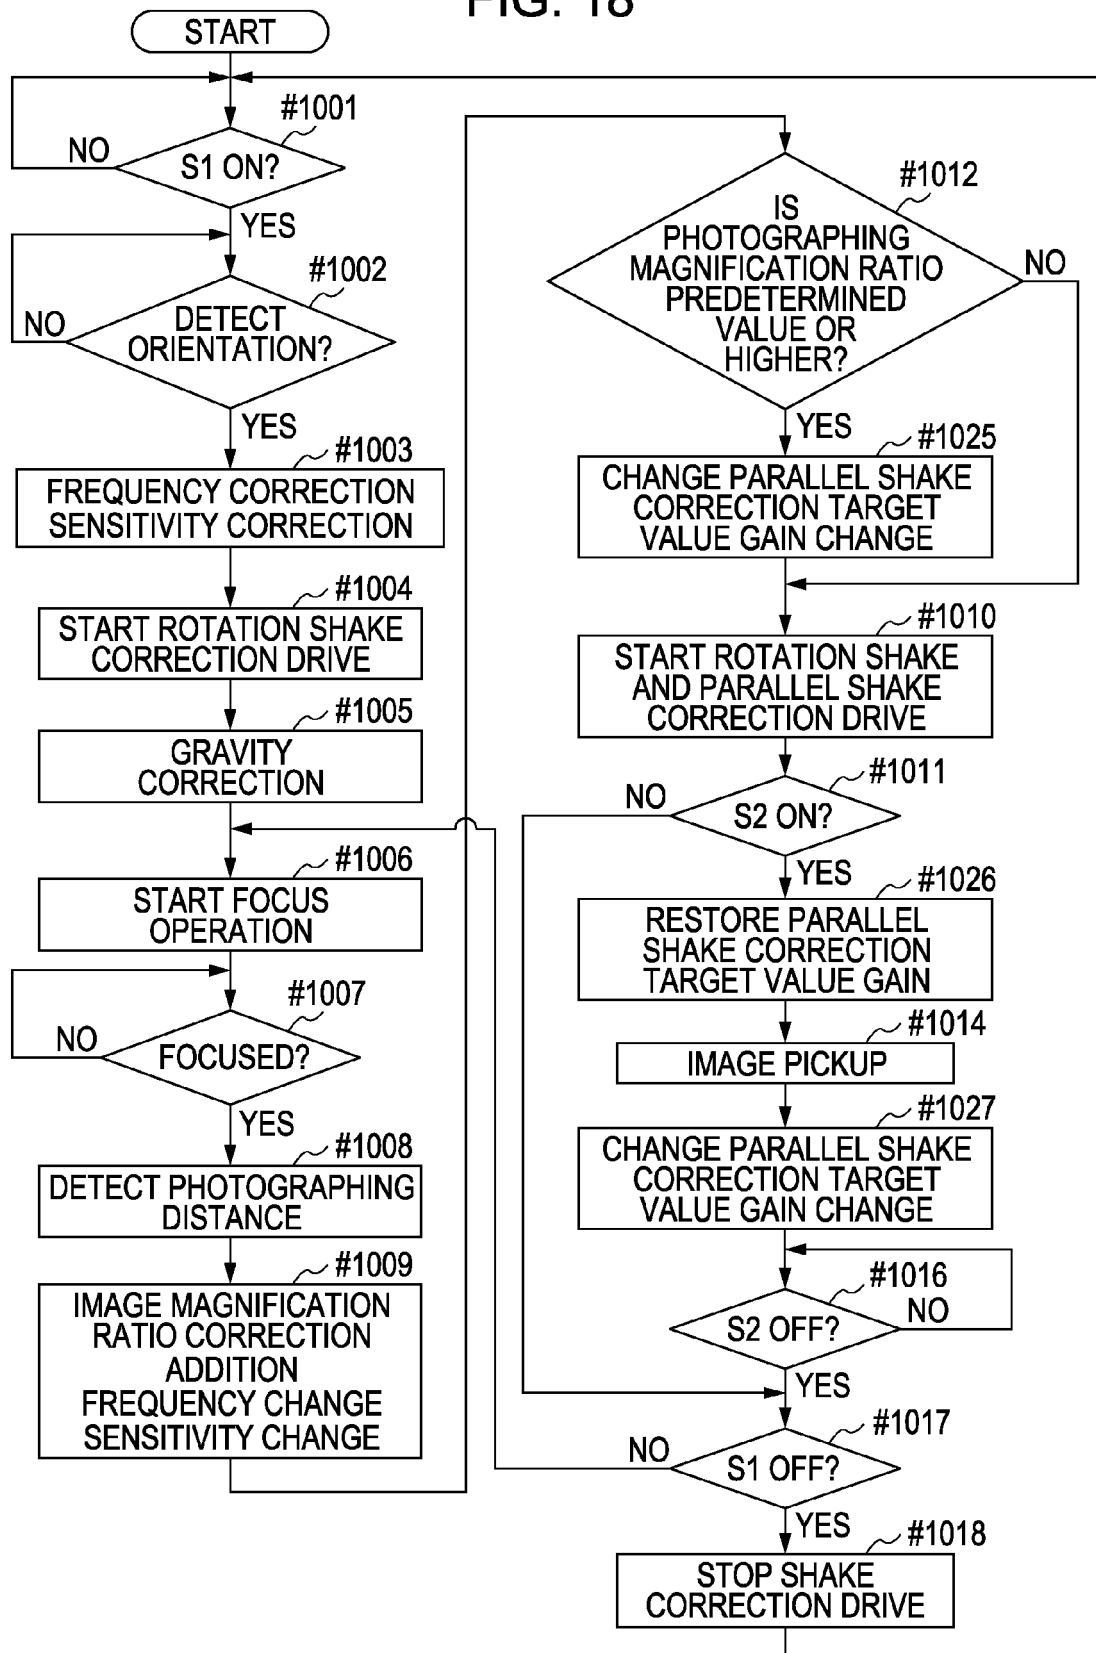 FIG. 18
START
#1001
S1 ON?
NO
YES
#1002
DETECT
ORIENTATION?
NO
YES
#1003
FREQUENCY CORRECTION
SENSITIVITY CORRECTION
#1004
START ROTATION SHAKE
CORRECTION DRIVE
#1005
GRAVITY
CORRECTION
#1006
START FOCUS
OPERATION
#1007
FOCUSED?
NO
YES
#1008
DETECT PHOTOGRAPHING
DISTANCE
#1009
IMAGE MAGNIFICATION
RATIO CORRECTION
ADDITION
FREQUENCY CHANGE
SENSITIVITY CHANGE
#1012
IS
PHOTOGRAPHING
MAGNIFICATION RATIO
PREDETERMINED
VALUE OR
HIGHER?
NO
YES
#1025
CHANGE PARALLEL SHAKE
CORRECTION TARGET
VALUE GAIN CHANGE
#1010
START ROTATION SHAKE
AND PARALLEL SHAKE
CORRECTION DRIVE
#1011
S2 ON?
NO
YES
#1026
RESTORE PARALLEL
SHAKE CORRECTION
TARGET VALUE GAIN
#1014
IMAGE PICKUP
#1027
CHANGE PARALLEL SHAKE
CORRECTION TARGET
VALUE GAIN CHANGE
#1016
S2 OFF?
NO
YES
#1017
S1 OFF?
NO
YES
#1018
STOP SHAKE
CORRECTION DRIVE